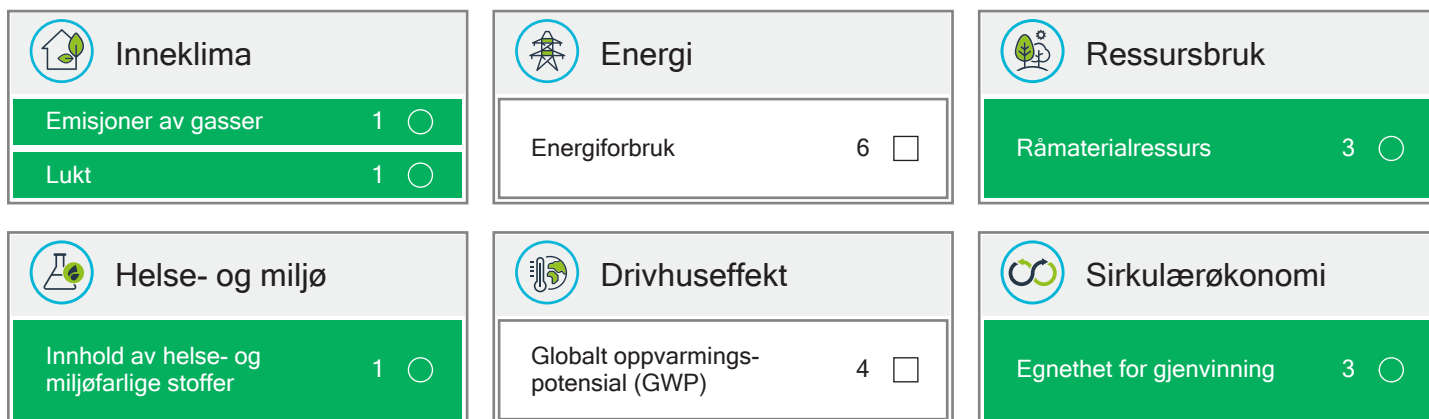 Inneklima
Emisjoner av gasser 1
Lukt 1
Energi
Energiforbruk 6
Ressursbruk
Råmaterialressurs 3
Helse- og miljø
Innhold av helse- og
miljøfarlige stoffer 1
Drivhuseffekt
Globalt oppvarmings-
potensial (GWP) 4
Sirkulærøkonomi
Egnethet for gjenvinning 3